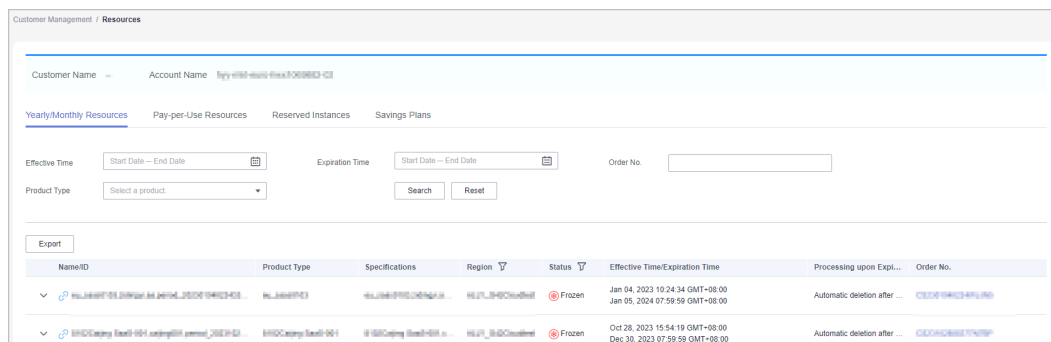 Customer Management / Resources
Customer Name -- Account Name
Yearly/Monthly Resources Pay-per-Use Resources Reserved Instances Savings Plans
Effective Time Start Date – End Date Expiration Time Start Date – End Date Order No.
Product Type Select a product Search Reset
Export
Name/ID Product Type Specifications Region Status Effective Time/Expiration Time Processing upon Expi... Order No.
Frozen Jan 04, 2023 10:24:34 GMT+08:00 Automatic deletion after ...
Jan 05, 2024 07:59:59 GMT+08:00
Frozen Oct 28, 2023 15:54:19 GMT+08:00 Automatic deletion after ...
Dec 30, 2023 07:59:59 GMT+08:00